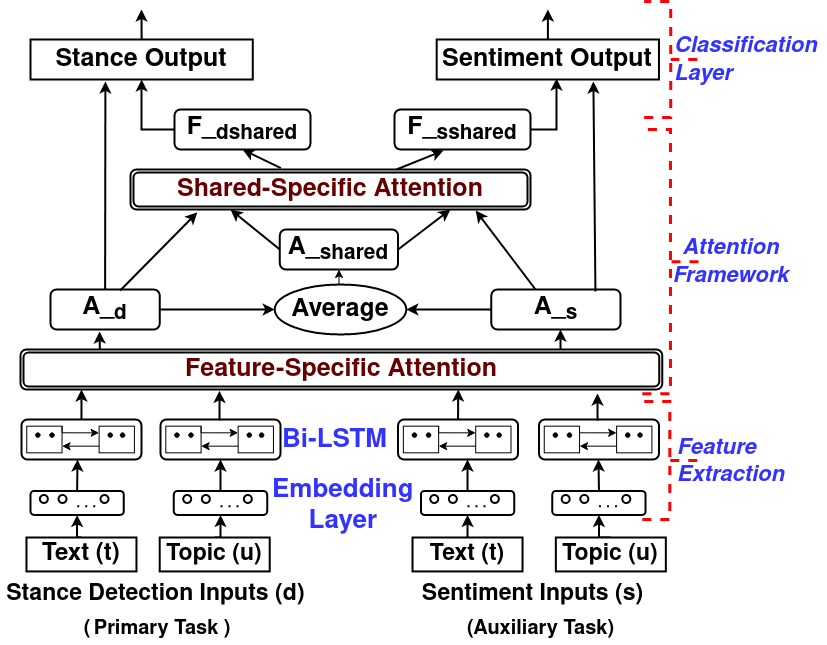 Stance Output
Sentiment Output
Classification
Layer
F_dshared
F_sshared
Shared-Specific Attention
A_shared
Attention
Framework
A_d
Average
A_s
Feature-Specific Attention
Bi-LSTM
Feature
Extraction
Embedding
Layer
Text (t)
Topic (u)
Text (t)
Topic (u)
Stance Detection Inputs (d)
Sentiment Inputs (s)
( Primary Task )
(Auxiliary Task)